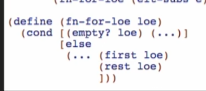 (define (fn-for-loe loe)
(cond [(empty? loe) (...)]
[else
(... (first loe)
(rest loe)
]))